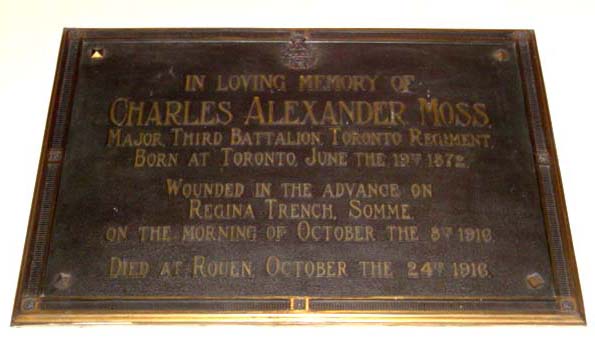 IN LOVING MEMORY OF
CHARLES ALEXANDER MOSS.
MAJOR, THIRD BATTALION, TORONTO REGIMENT,
BORN AT TORONTO, JUNE THE 19TH 1872.
WOUNDED IN THE ADVANCE ON
REGINA TRENCH, SOMME,
ON THE MORNING OF OCTOBER THE 8TH 1916
DIED AT ROUEN, OCTOBER THE 24TH 1916.